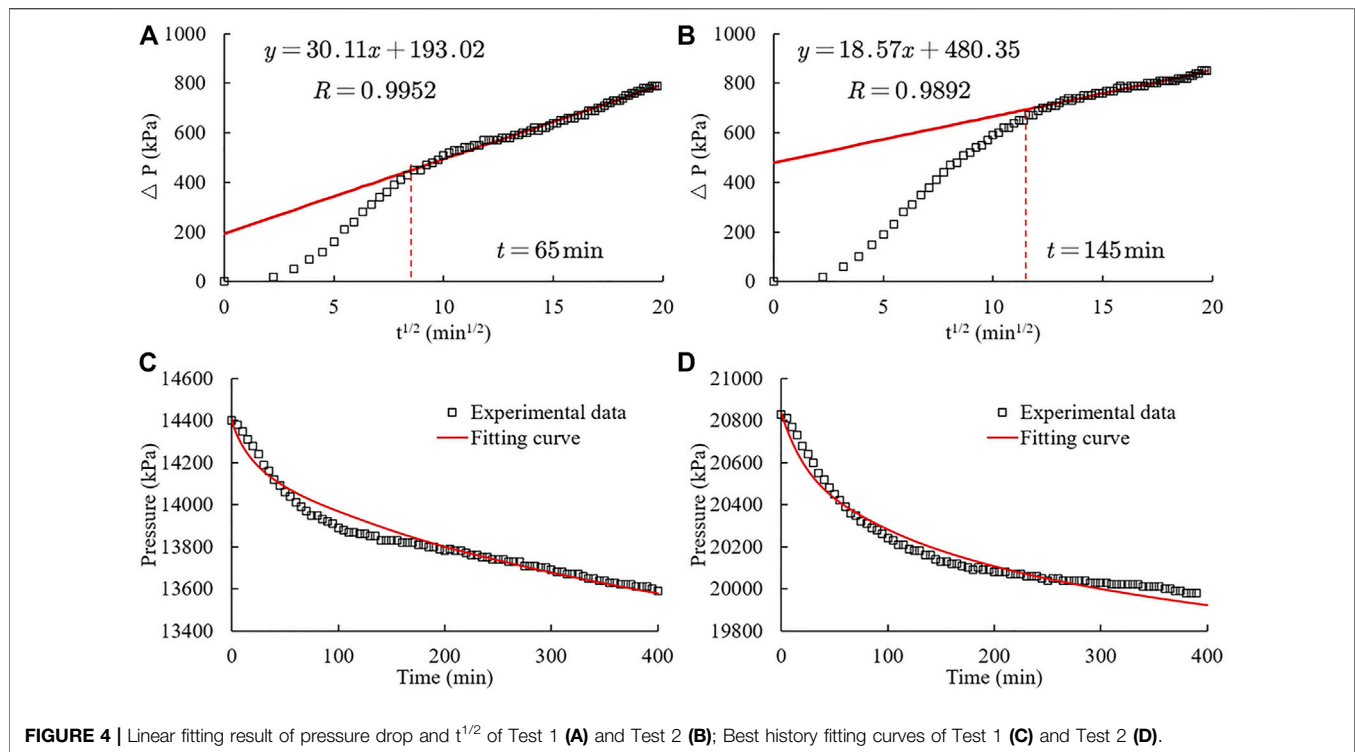 A
y = 30.11x + 193.02
R = 0.9952
1000
800
600
400
200
0
△ P (kPa)
t = 65 min
0 5 10 15 20
t^{1/2} (min^{1/2})
B
y = 18.57x + 480.35
R = 0.9892
1000
800
600
400
200
0
△ P (kPa)
t = 145 min
0 5 10 15 20
t^{1/2} (min^{1/2})
C
14600
14400
14200
14000
13800
13600
13400
Pressure (kPa)
Experimental data
Fitting curve
0 100 200 300 400
Time (min)
D
21000
20800
20600
20400
20200
20000
19800
Pressure (kPa)
Experimental data
Fitting curve
0 100 200 300 400
Time (min)
FIGURE 4 | Linear fitting result of pressure drop and t^{1/2} of Test 1 (A) and Test 2 (B); Best history fitting curves of Test 1 (C) and Test 2 (D).